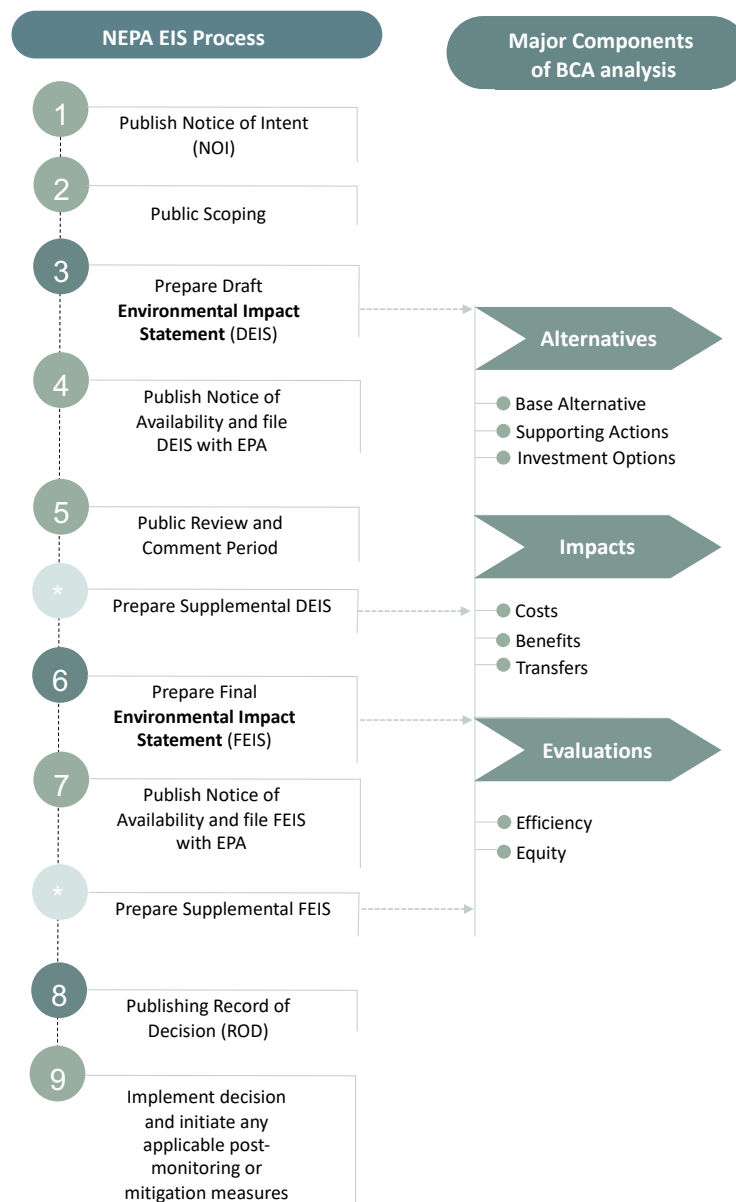 NEPA EIS Process
1
Publish Notice of Intent
(NOI)
2
Public Scoping
3
Prepare Draft
Environmental Impact
Statement (DEIS)
4
Publish Notice of
Availability and file
DEIS with EPA
5
Public Review and
Comment Period
*
Prepare Supplemental DEIS
6
Prepare Final
Environmental Impact
Statement (FEIS)
7
Publish Notice of
Availability and file FEIS
with EPA
*
Prepare Supplemental FEIS
8
Publishing Record of
Decision (ROD)
9
Implement decision
and initiate any
applicable post-
monitoring or
mitigation measures
Major Components
of BCA analysis
Alternatives
Base Alternative
Supporting Actions
Investment Options
Impacts
Costs
Benefits
Transfers
Evaluations
Efficiency
Equity